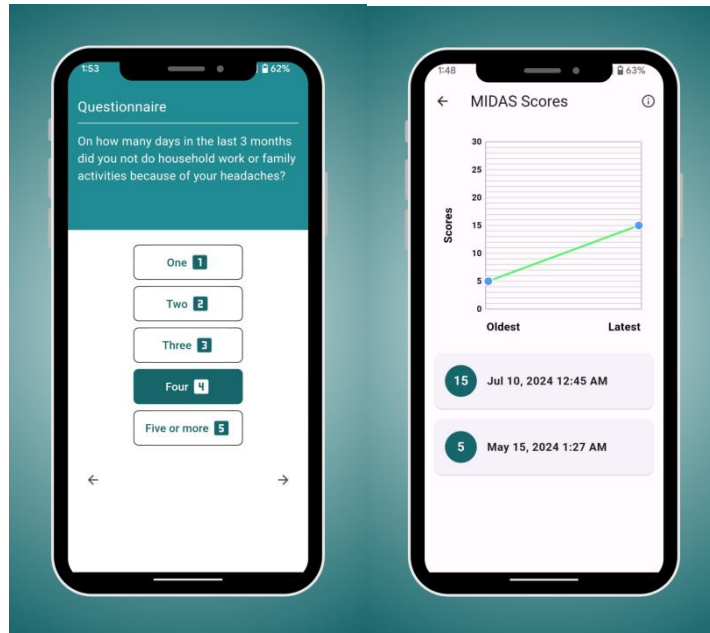 1:53
62%
Questionnaire
On how many days in the last 3 months
did you not do household work or family
activities because of your headaches?
One 1
Two 2
Three 3
Four 4
Five or more 5
1:48
63%
MIDAS Scores
30
25
20
15
10
5
0
Scores
Oldest Latest
15 Jul 10, 2024 12:45 AM
5 May 15, 2024 1:27 AM